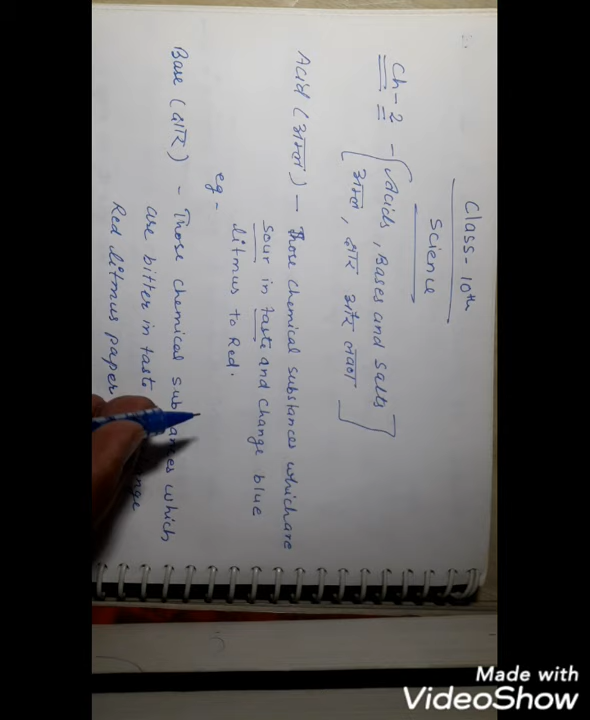 Class - 10th
Science
Ch-2 - [Acids, Bases and Salts
अम्ल, क्षार और लवण]
Acid (अम्ल) - Those chemical substances which are
sour in taste and change blue
litmus to Red.
eg -
Base (क्षार) - Those chemical substances which
are bitter in taste
Red litmus paper
Made with
VideoShow